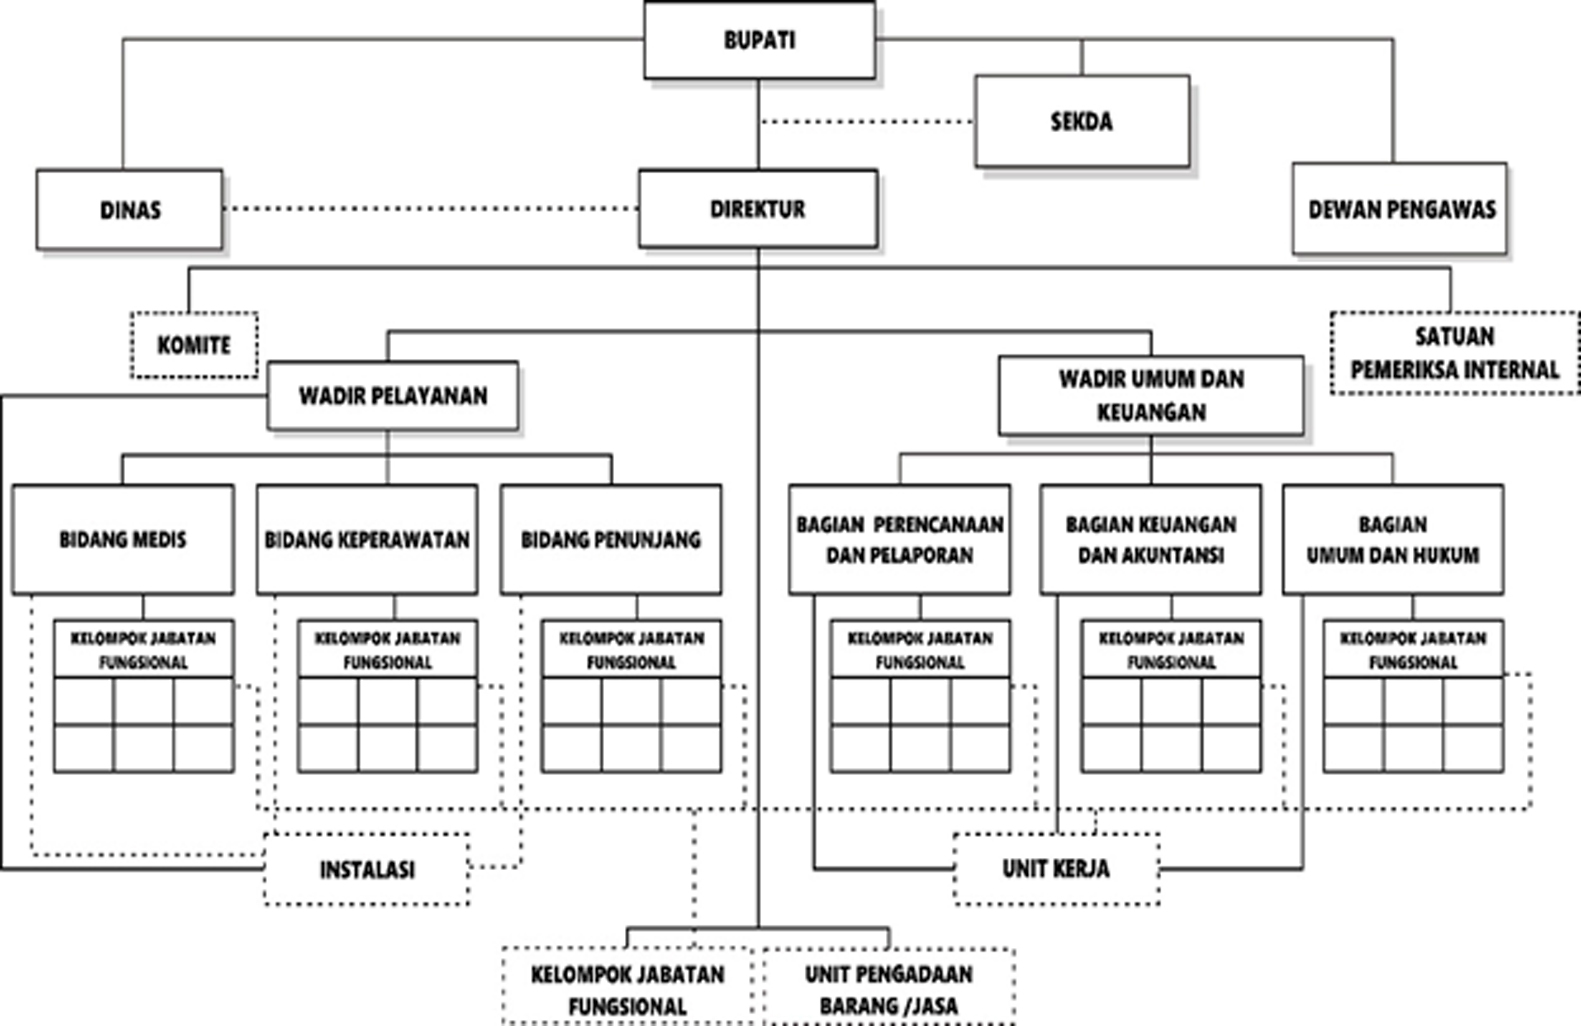 BUPATI
SEKDA
DINAS
DIREKTUR
DEWAN PENGAWAS
KOMITE
SATUAN
PEMERIKSA INTERNAL
WADIR PELAYANAN
WADIR UMUM DAN
KEUANGAN
BIDANG MEDIS
BIDANG KEPERAWATAN
BIDANG PENUNJANG
BAGIAN PERENCANAAN
DAN PELAPORAN
BAGIAN KEUANGAN
DAN AKUNTANSI
BAGIAN
UMUM DAN HUKUM
KELOMPOK JABATAN
FUNGSIONAL
KELOMPOK JABATAN
FUNGSIONAL
KELOMPOK JABATAN
FUNGSIONAL
KELOMPOK JABATAN
FUNGSIONAL
KELOMPOK JABATAN
FUNGSIONAL
KELOMPOK JABATAN
FUNGSIONAL
INSTALASI
UNIT KERJA
KELOMPOK JABATAN
FUNGSIONAL
UNIT PENGADAAN
BARANG /JASA